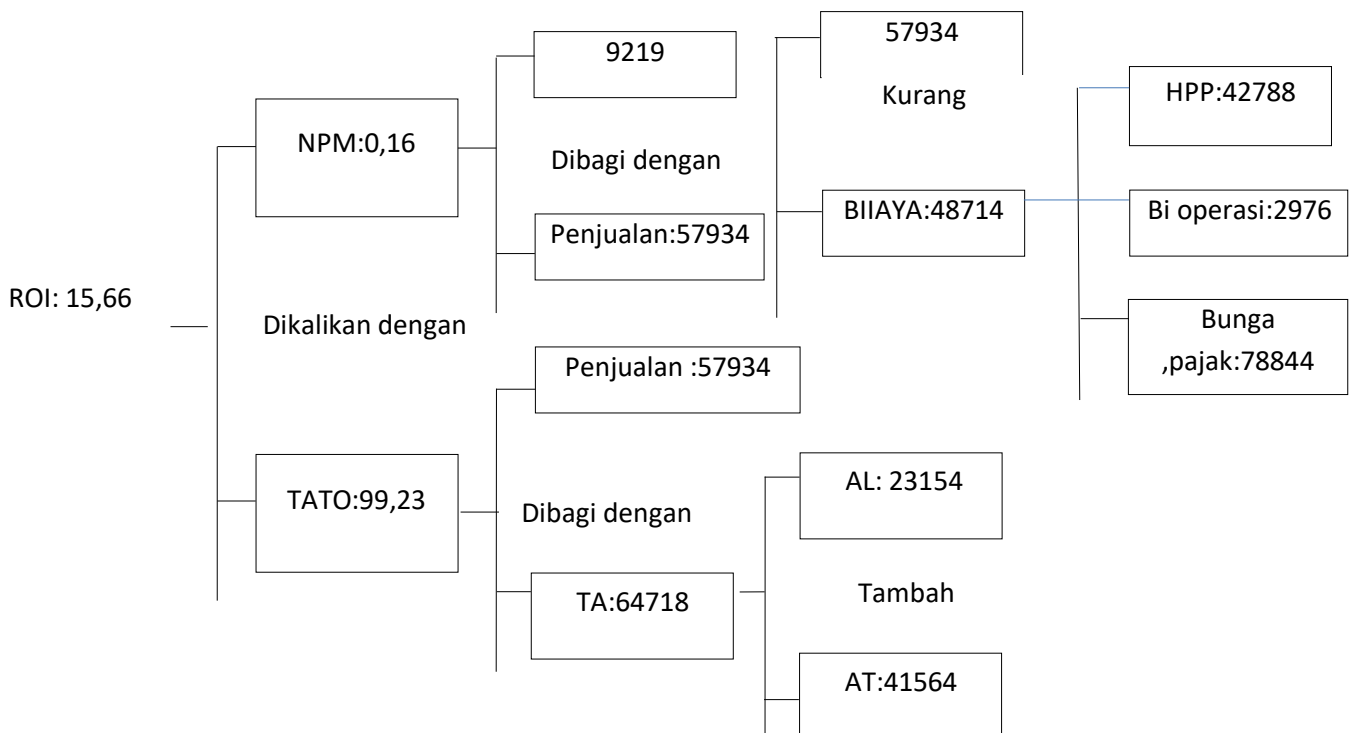 9219
57934
Kurang
HPP:42788
NPM:0,16
Dibagi dengan
Penjualan:57934
BIIAYA:48714
Bi operasi:2976
ROI: 15,66
Dikalikan dengan
Bunga
,pajak:78844
Penjualan :57934
TATO:99,23
Dibagi dengan
AL: 23154
TA:64718
Tambah
AT:41564